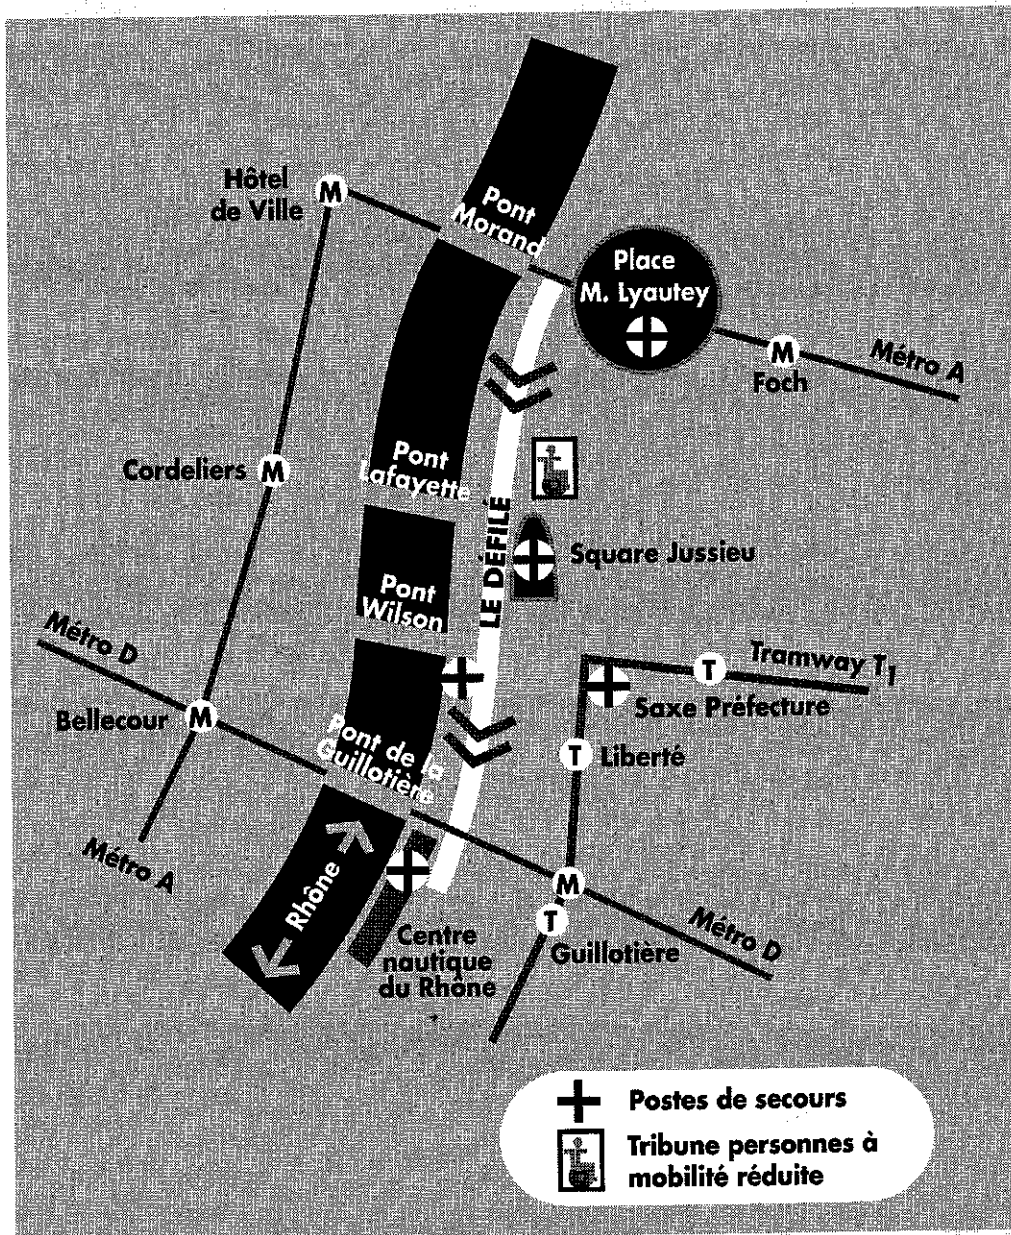 Hôtel
de Ville
M
Pont
Morand
Place
M. Lyautey
M
Foch
Métro A
Cordeliers
M
Pont
Lafayette
LE DÉFILÉ
Square Jussieu
Pont
Wilson
Métro D
Bellecour
M
Tramway T1
T
Saxe Préfecture
T
Liberté
Pont de la
Guillotière
Métro A
Rhône
M
T
Guillotière
Métro D
Centre
nautique
du Rhône
Postes de secours
Tribune personnes à
mobilité réduite